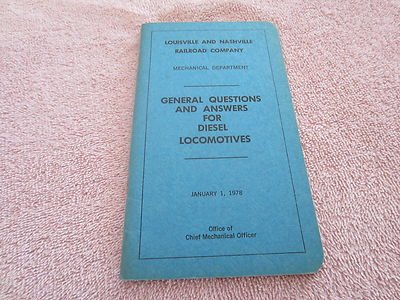 LOUISVILLE AND NASHVILLE
RAILROAD COMPANY
MECHANICAL DEPARTMENT
GENERAL QUESTIONS
AND ANSWERS
FOR
DIESEL
LOCOMOTIVES
JANUARY 1, 1978
Office of
Chief Mechanical Officer